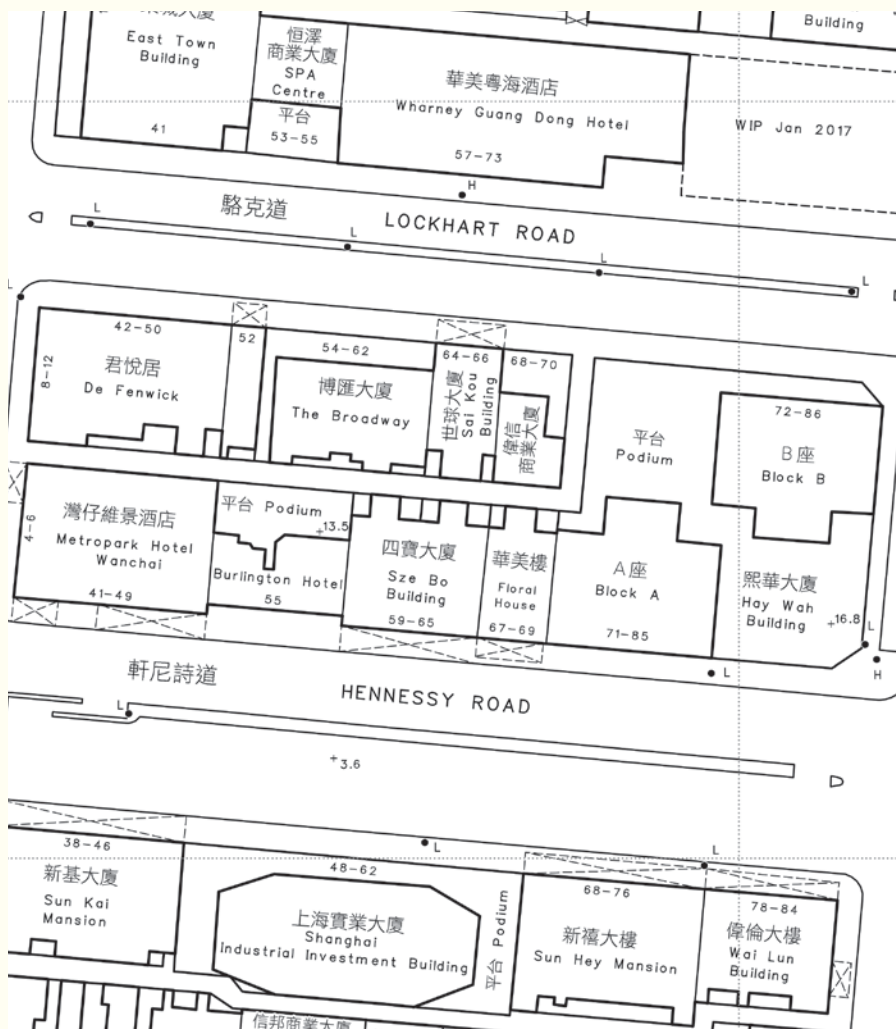 East Town
Building
41
恒澤
商業大廈
SPA
Centre
平台
53-55
華美粵海酒店
Wharney Guang Dong Hotel
57-73
Building
WIP Jan 2017
H
駱克道
LOCKHART ROAD
L
L
L
L
L
42-50
8-12
君悅居
De Fenwick
52
54-62
博匯大廈
The Broadway
64-66
世球大廈
Sai Kou
Building
68-70
偉信
商業大廈
平台
Podium
72-86
B座
Block B
4-6
灣仔維景酒店
Metropark Hotel
Wanchai
41-49
平台 Podium
+13.5
Burlington Hotel
55
四寶大廈
Sze Bo
Building
59-65
華美樓
Floral
House
67-69
A座
Block A
71-85
熙華大廈
Hay Wah
Building
+16.8
L
H
L
軒尼詩道
HENNESSY ROAD
L
+3.6
L
L
38-46
新基大廈
Sun Kai
Mansion
48-62
上海實業大廈
Shanghai
Industrial Investment Building
平台 Podium
68-76
新禧大樓
Sun Hey Mansion
78-84
偉倫大樓
Wai Lun
Building
信邦商業大廈